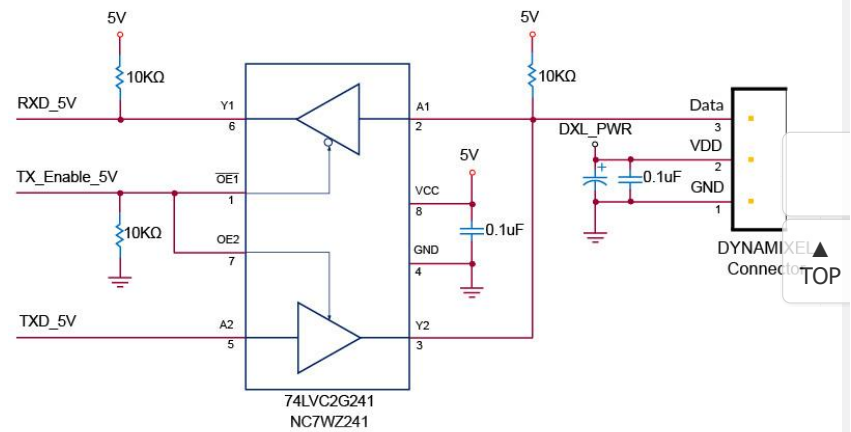 5V
5V
10KΩ
10KΩ
RXD_5V
Y1
6
A1
2
Data
3
DXL_PWR
VDD
2
TX_Enable_5V
OE1
1
5V
VCC
8
+
0.1uF
GND
1
10KΩ
OE2
7
0.1uF
GND
4
DYNAMIXEL
Connector
▲
TOP
TXD_5V
A2
5
Y2
3
74LVC2G241
NC7WZ241